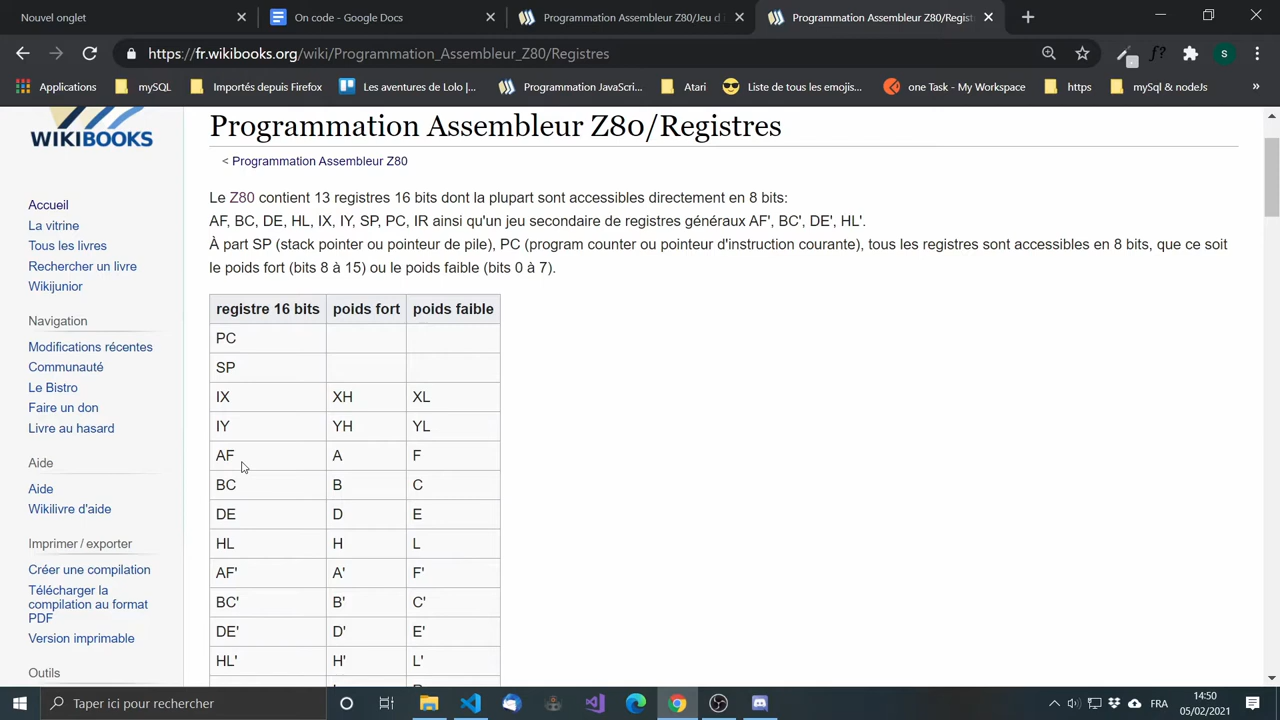 Nouvel onglet
On code - Google Docs
Programmation Assembleur Z80/Jeu d
Programmation Assembleur Z80/Regist
https://fr.wikibooks.org/wiki/Programmation_Assembleur_Z80/Registres
s
Applications
mySQL
Importés depuis Firefox
Les aventures de LD | ...
Programmation JavaScri...
Atari
Liste de tous les emojis...
one Task - My Workspace
https
mySql & nodeJs
»
WIKIBOOKS
Accueil
La vitrine
Tous les livres
Rechercher un livre
Wikijunior
Navigation
Modifications récentes
Communauté
Le Bistro
Faire un don
Livre au hasard
Aide
Aide
Wikilivre d'aide
Imprimer / exporter
Créer une compilation
Télécharger la
compilation au format
PDF
Version imprimable
Outils
Programmation Assembleur Z80/Registres
< Programmation Assembleur Z80
Le Z80 contient 13 registres 16 bits dont la plupart sont accessibles directement en 8 bits:
AF, BC, DE, HL, IX, IY, SP, PC, IR ainsi qu'un jeu secondaire de registres généraux AF', BC', DE', HL'.
À part SP (stack pointer ou pointeur de pile), PC (program counter ou pointeur d'instruction courante), tous les registres sont accessibles en 8 bits, que ce soit
le poids fort (bits 8 à 15) ou le poids faible (bits 0 à 7).
registre 16 bits poids fort poids faible
PC
SP
IX XH XL
IY YH YL
AF A F
BC B C
DE D E
HL H L
AF' A' F'
BC' B' C'
DE' D' E'
HL' H' L'
Taper ici pour rechercher
FRA
14:50
05/02/2021